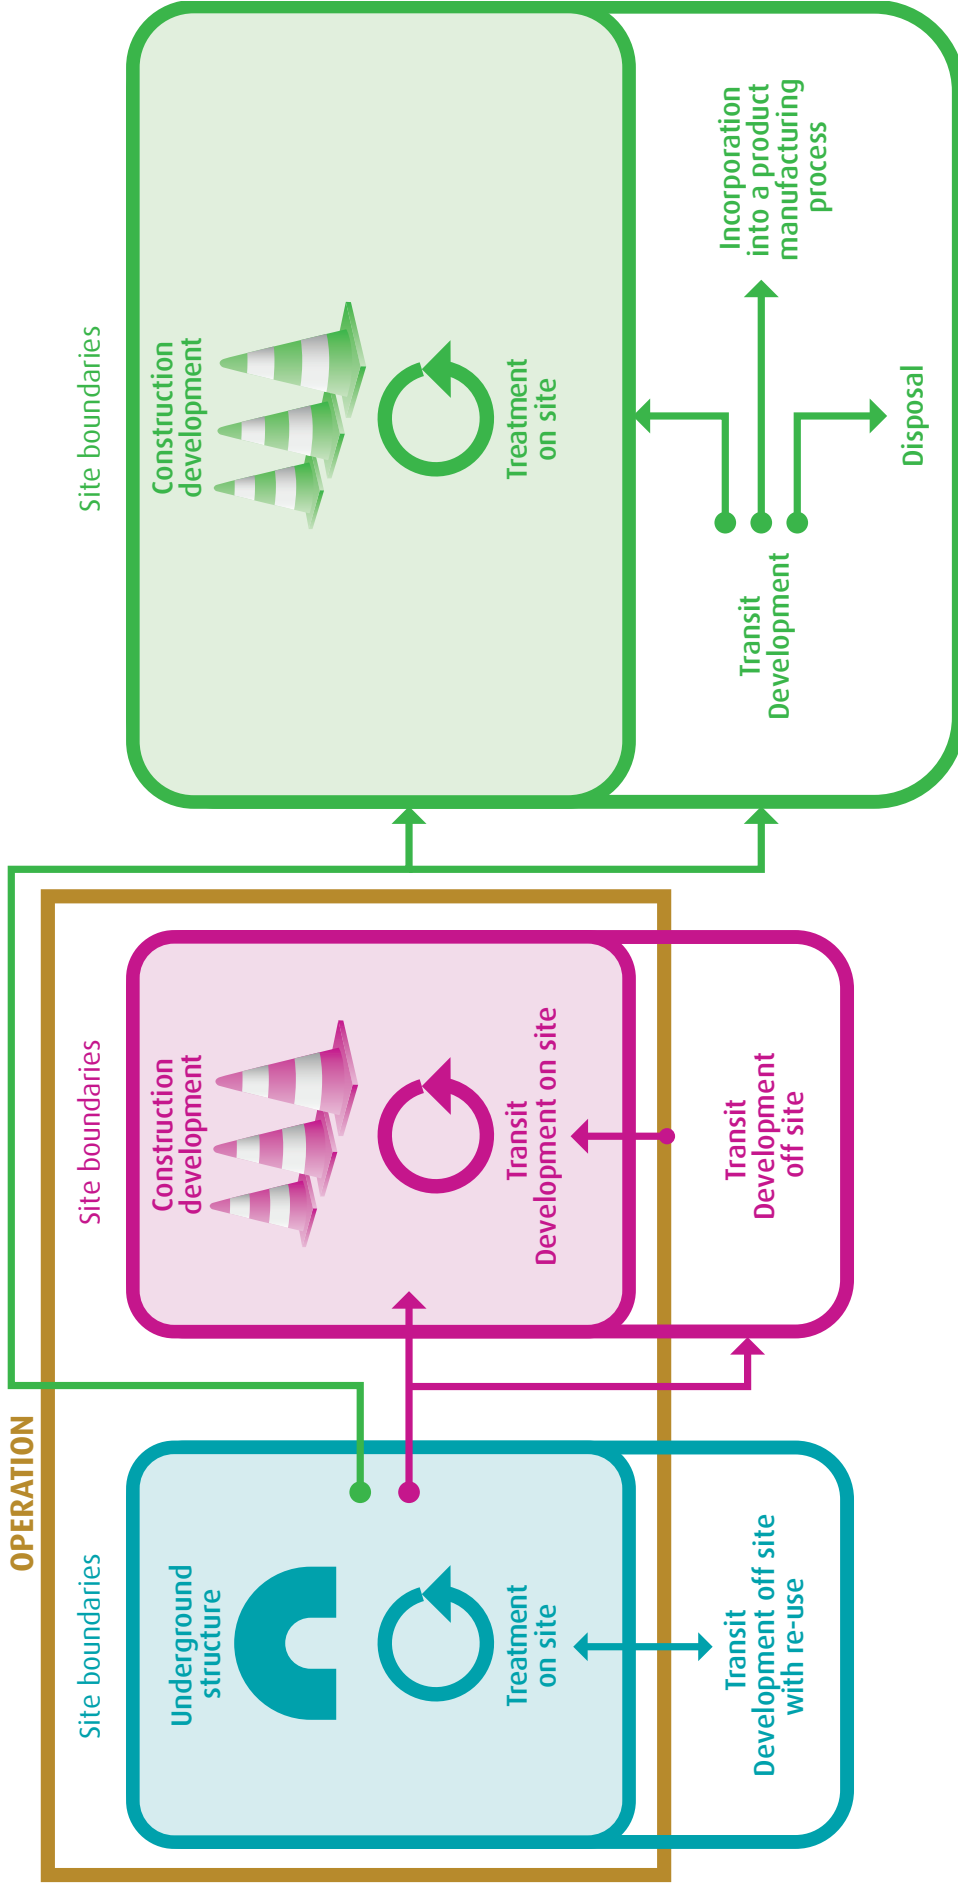 OPERATION
Site boundaries
Underground
structure
Treatment
on site
Transit
Development off site
with re-use
Site boundaries
Construction
development
Transit
Development on site
Transit
Development
off site
Site boundaries
Construction
development
Treatment
on site
Transit
Development
Incorporation
into a product
manufacturing
process
Disposal